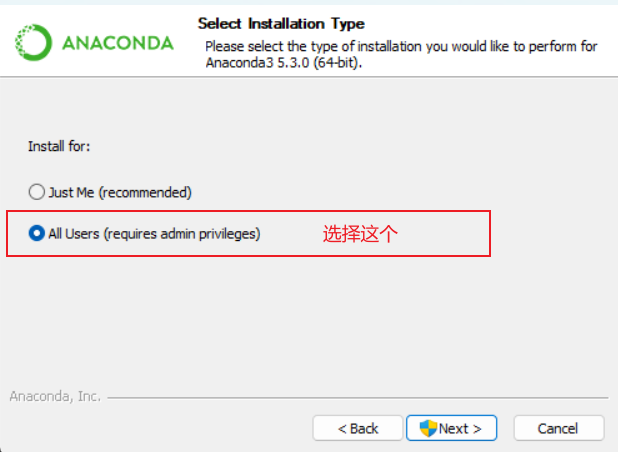 Select Installation Type
ANACONDA
Please select the type of installation you would like to perform for
Anaconda3 5.3.0 (64-bit).
Install for:
Just Me (recommended)
All Users (requires admin privileges) 选择这个
Anaconda, Inc.
< Back Next > Cancel